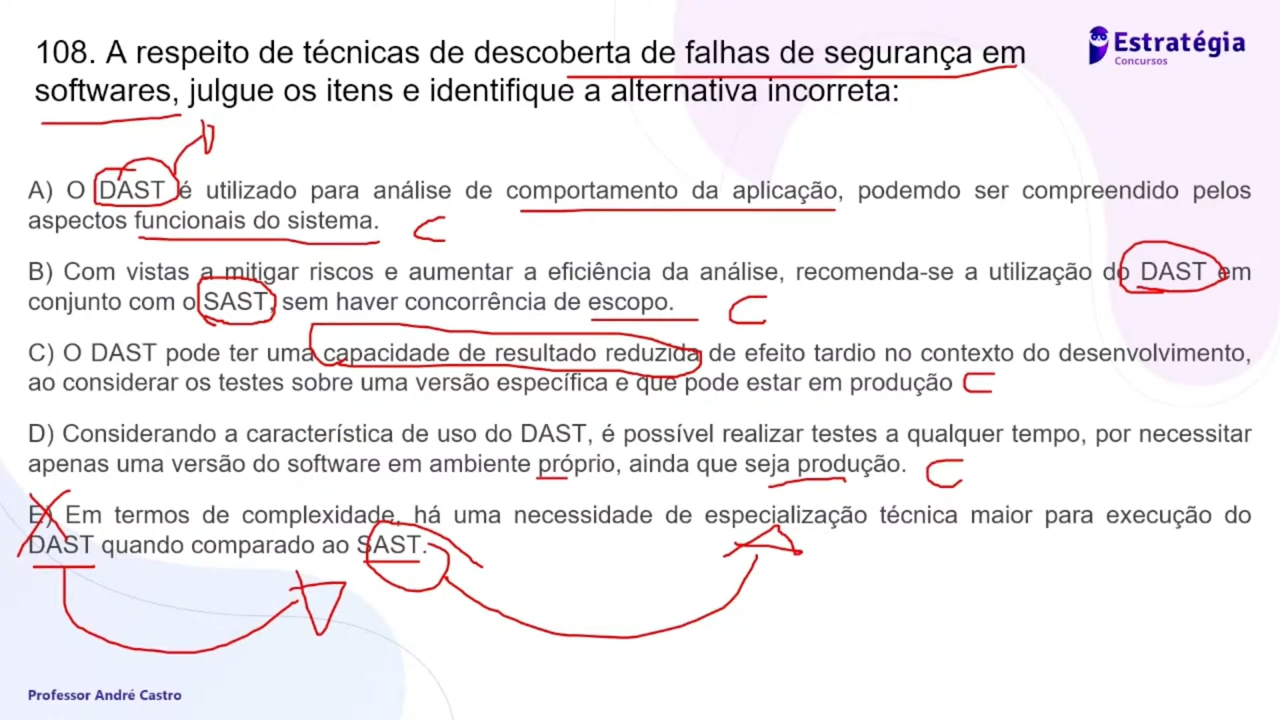 108. A respeito de técnicas de descoberta de falhas de segurança em
softwares, julgue os itens e identifique a alternativa incorreta:
Estratégia
Concursos
A) O DAST é utilizado para análise de comportamento da aplicação, podemdo ser compreendido pelos
aspectos funcionais do sistema. C
B) Com vistas a mitigar riscos e aumentar a eficiência da análise, recomenda-se a utilização do DAST em
conjunto com o SAST, sem haver concorrência de escopo. C
C) O DAST pode ter uma capacidade de resultado reduzida de efeito tardio no contexto do desenvolvimento,
ao considerar os testes sobre uma versão específica e que pode estar em produção C
D) Considerando a característica de uso do DAST, é possível realizar testes a qualquer tempo, por necessitar
apenas uma versão do software em ambiente próprio, ainda que seja produção. C
E) Em termos de complexidade, há uma necessidade de especialização técnica maior para execução do
DAST quando comparado ao SAST.
Professor André Castro